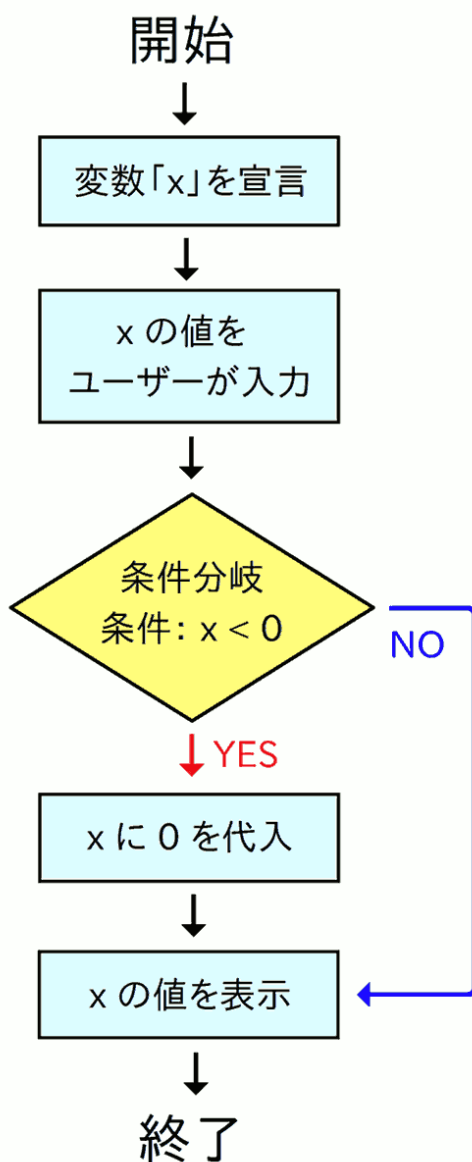 開始
変数「x」を宣言
x の値を
ユーザーが入力
条件分岐
条件: x < 0
NO
YES
x に 0 を代入
x の値を表示
終了